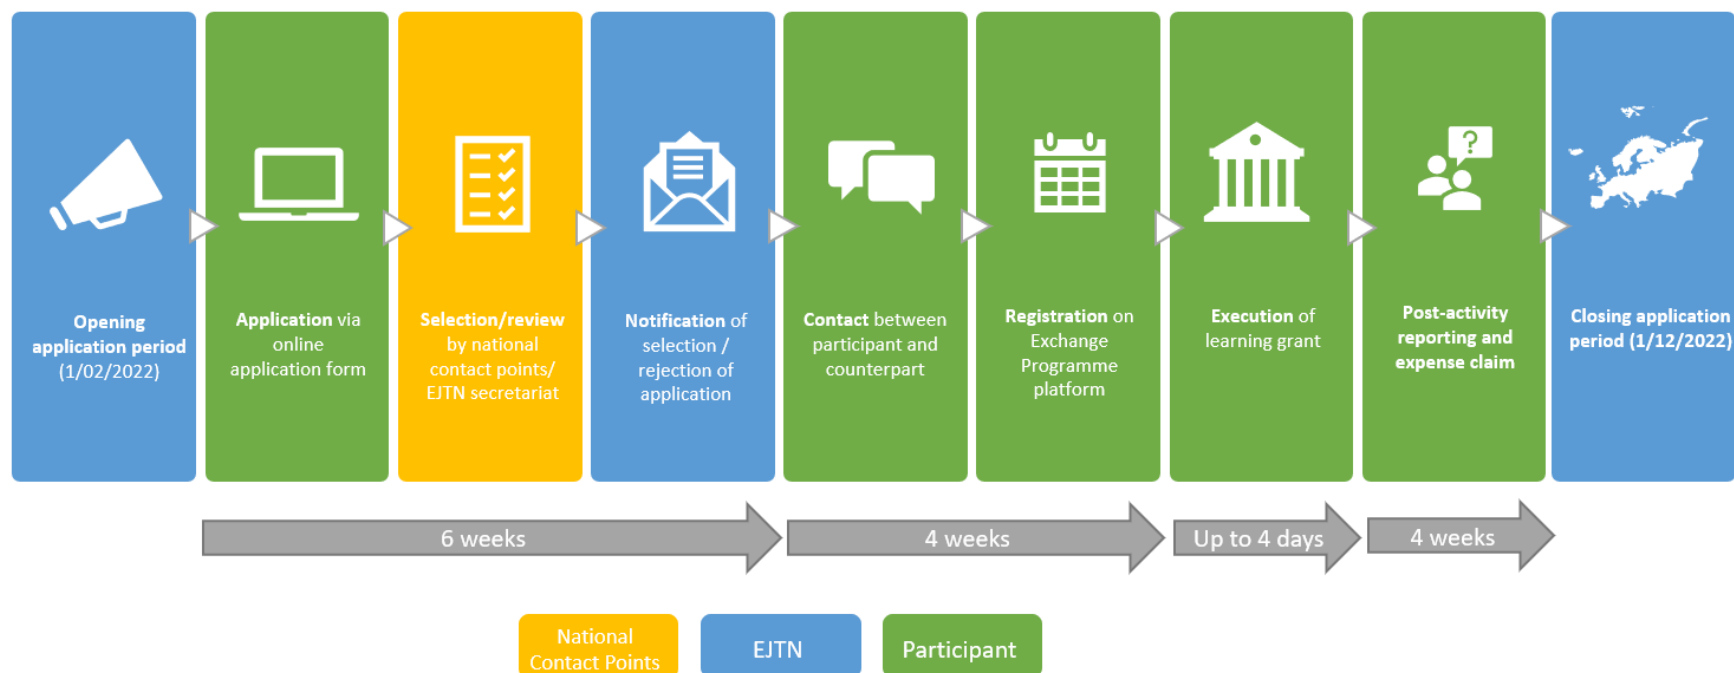 Opening
application period
(1/02/2022)
Application via
online
application form
Selection/review
by national
contact points/
EJTN secretariat
Notification of
selection /
rejection of
application
Contact between
participant and
counterpart
Registration on
Exchange
Programme
platform
Execution of
learning grant
?
Post-activity
reporting and
expense claim
Closing application
period (1/12/2022)
6 weeks
4 weeks
Up to 4 days
4 weeks
National
Contact Points
EJTN
Participant